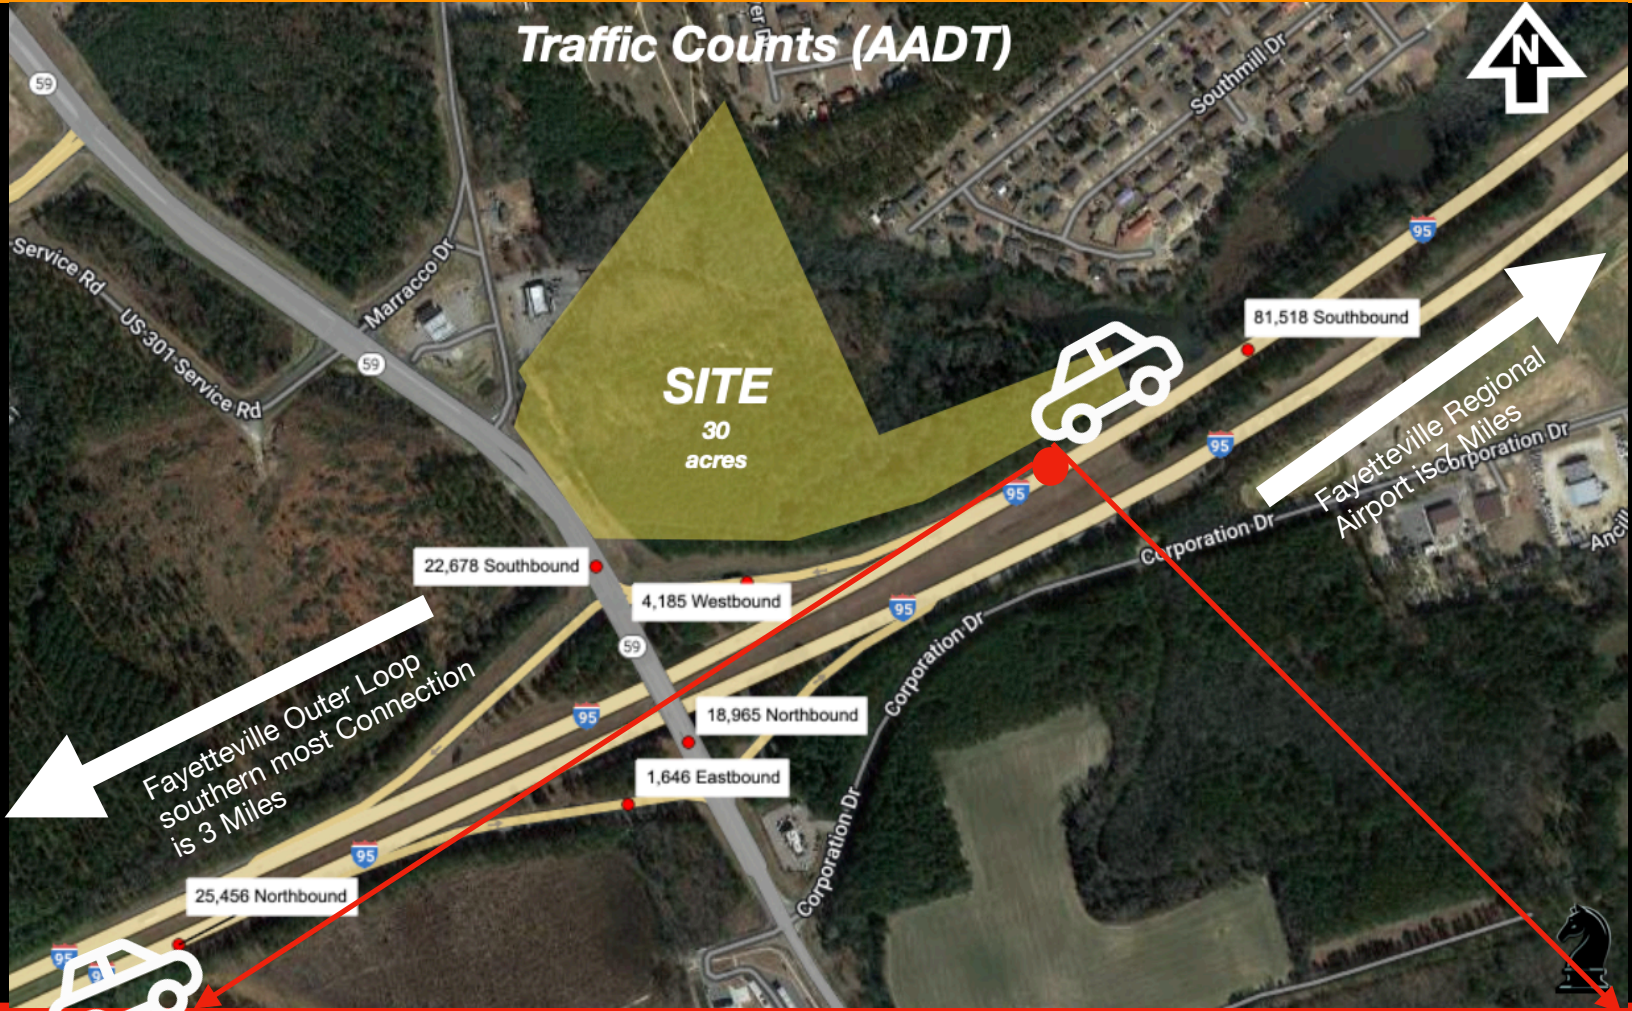 Traffic Counts (AADT)
N
59
Southmill Dr
Service Rd
Marracco Dr
95
US 301 Service Rd
81,518 Southbound
59
SITE
30
acres
95
95
Fayetteville Regional
Airport is 7 Miles
Corporation Dr
Corporation Dr
22,678 Southbound
4,185 Westbound
95
59
Corporation Dr
Fayetteville Outer Loop
southern most Connection
is 3 Miles
95
18,965 Northbound
1,646 Eastbound
Corporation Dr
95
25,456 Northbound
95